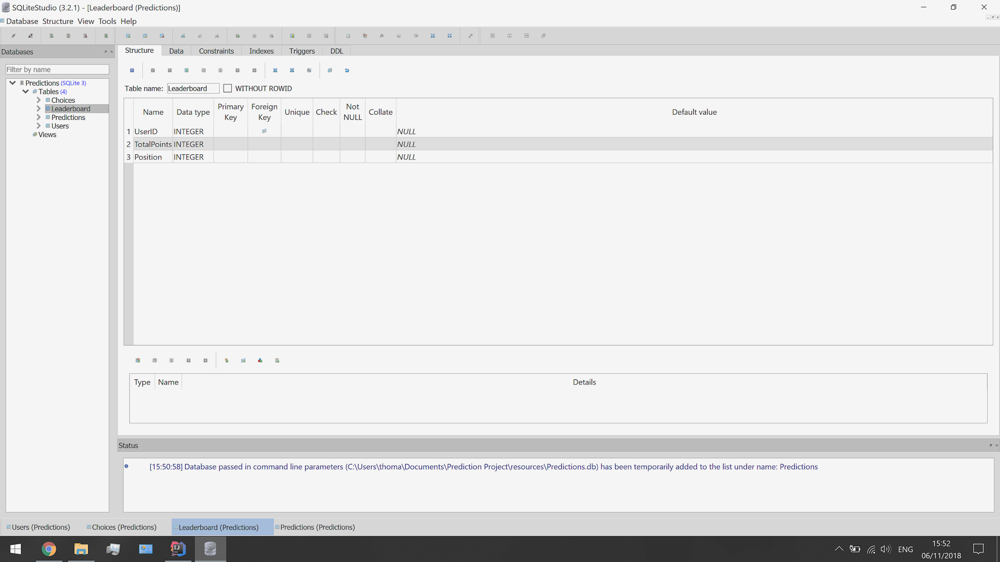 SQLiteStudio (3.2.1) - [Leaderboard (Predictions)]
Database Structure View Tools Help
Databases
Filter by name
Predictions (SQLite 3)
Tables (4)
Choices
Leaderboard
Predictions
Users
Views
Structure Data Constraints Indexes Triggers DDL
Table name: Leaderboard WITHOUT ROWID
Name Data type Primary Key Foreign Key Unique Check Not NULL Collate Default value
1 UserID INTEGER NULL
2 TotalPoints INTEGER NULL
3 Position INTEGER NULL
Type Name Details
Status
[15:50:58] Database passed in command line parameters (C:\Users\thoma\Documents\Prediction Project\resources\Predictions.db) has been temporarily added to the list under name: Predictions
Users (Predictions) Choices (Predictions) Leaderboard (Predictions) Predictions (Predictions)
IJ
ENG
15:52
06/11/2018